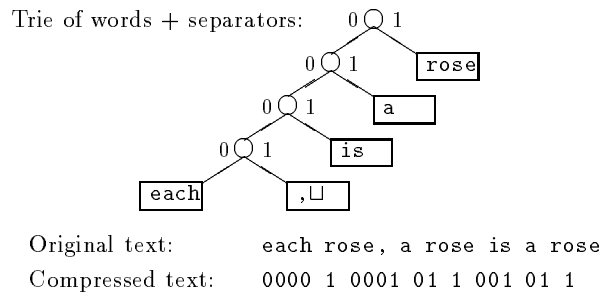 Trie of words + separators: 0 1
0 1 rose
0 1 a
0 1 is
each ,⊔
Original text: each rose, a rose is a rose
Compressed text: 0000 1 0001 01 1 001 01 1